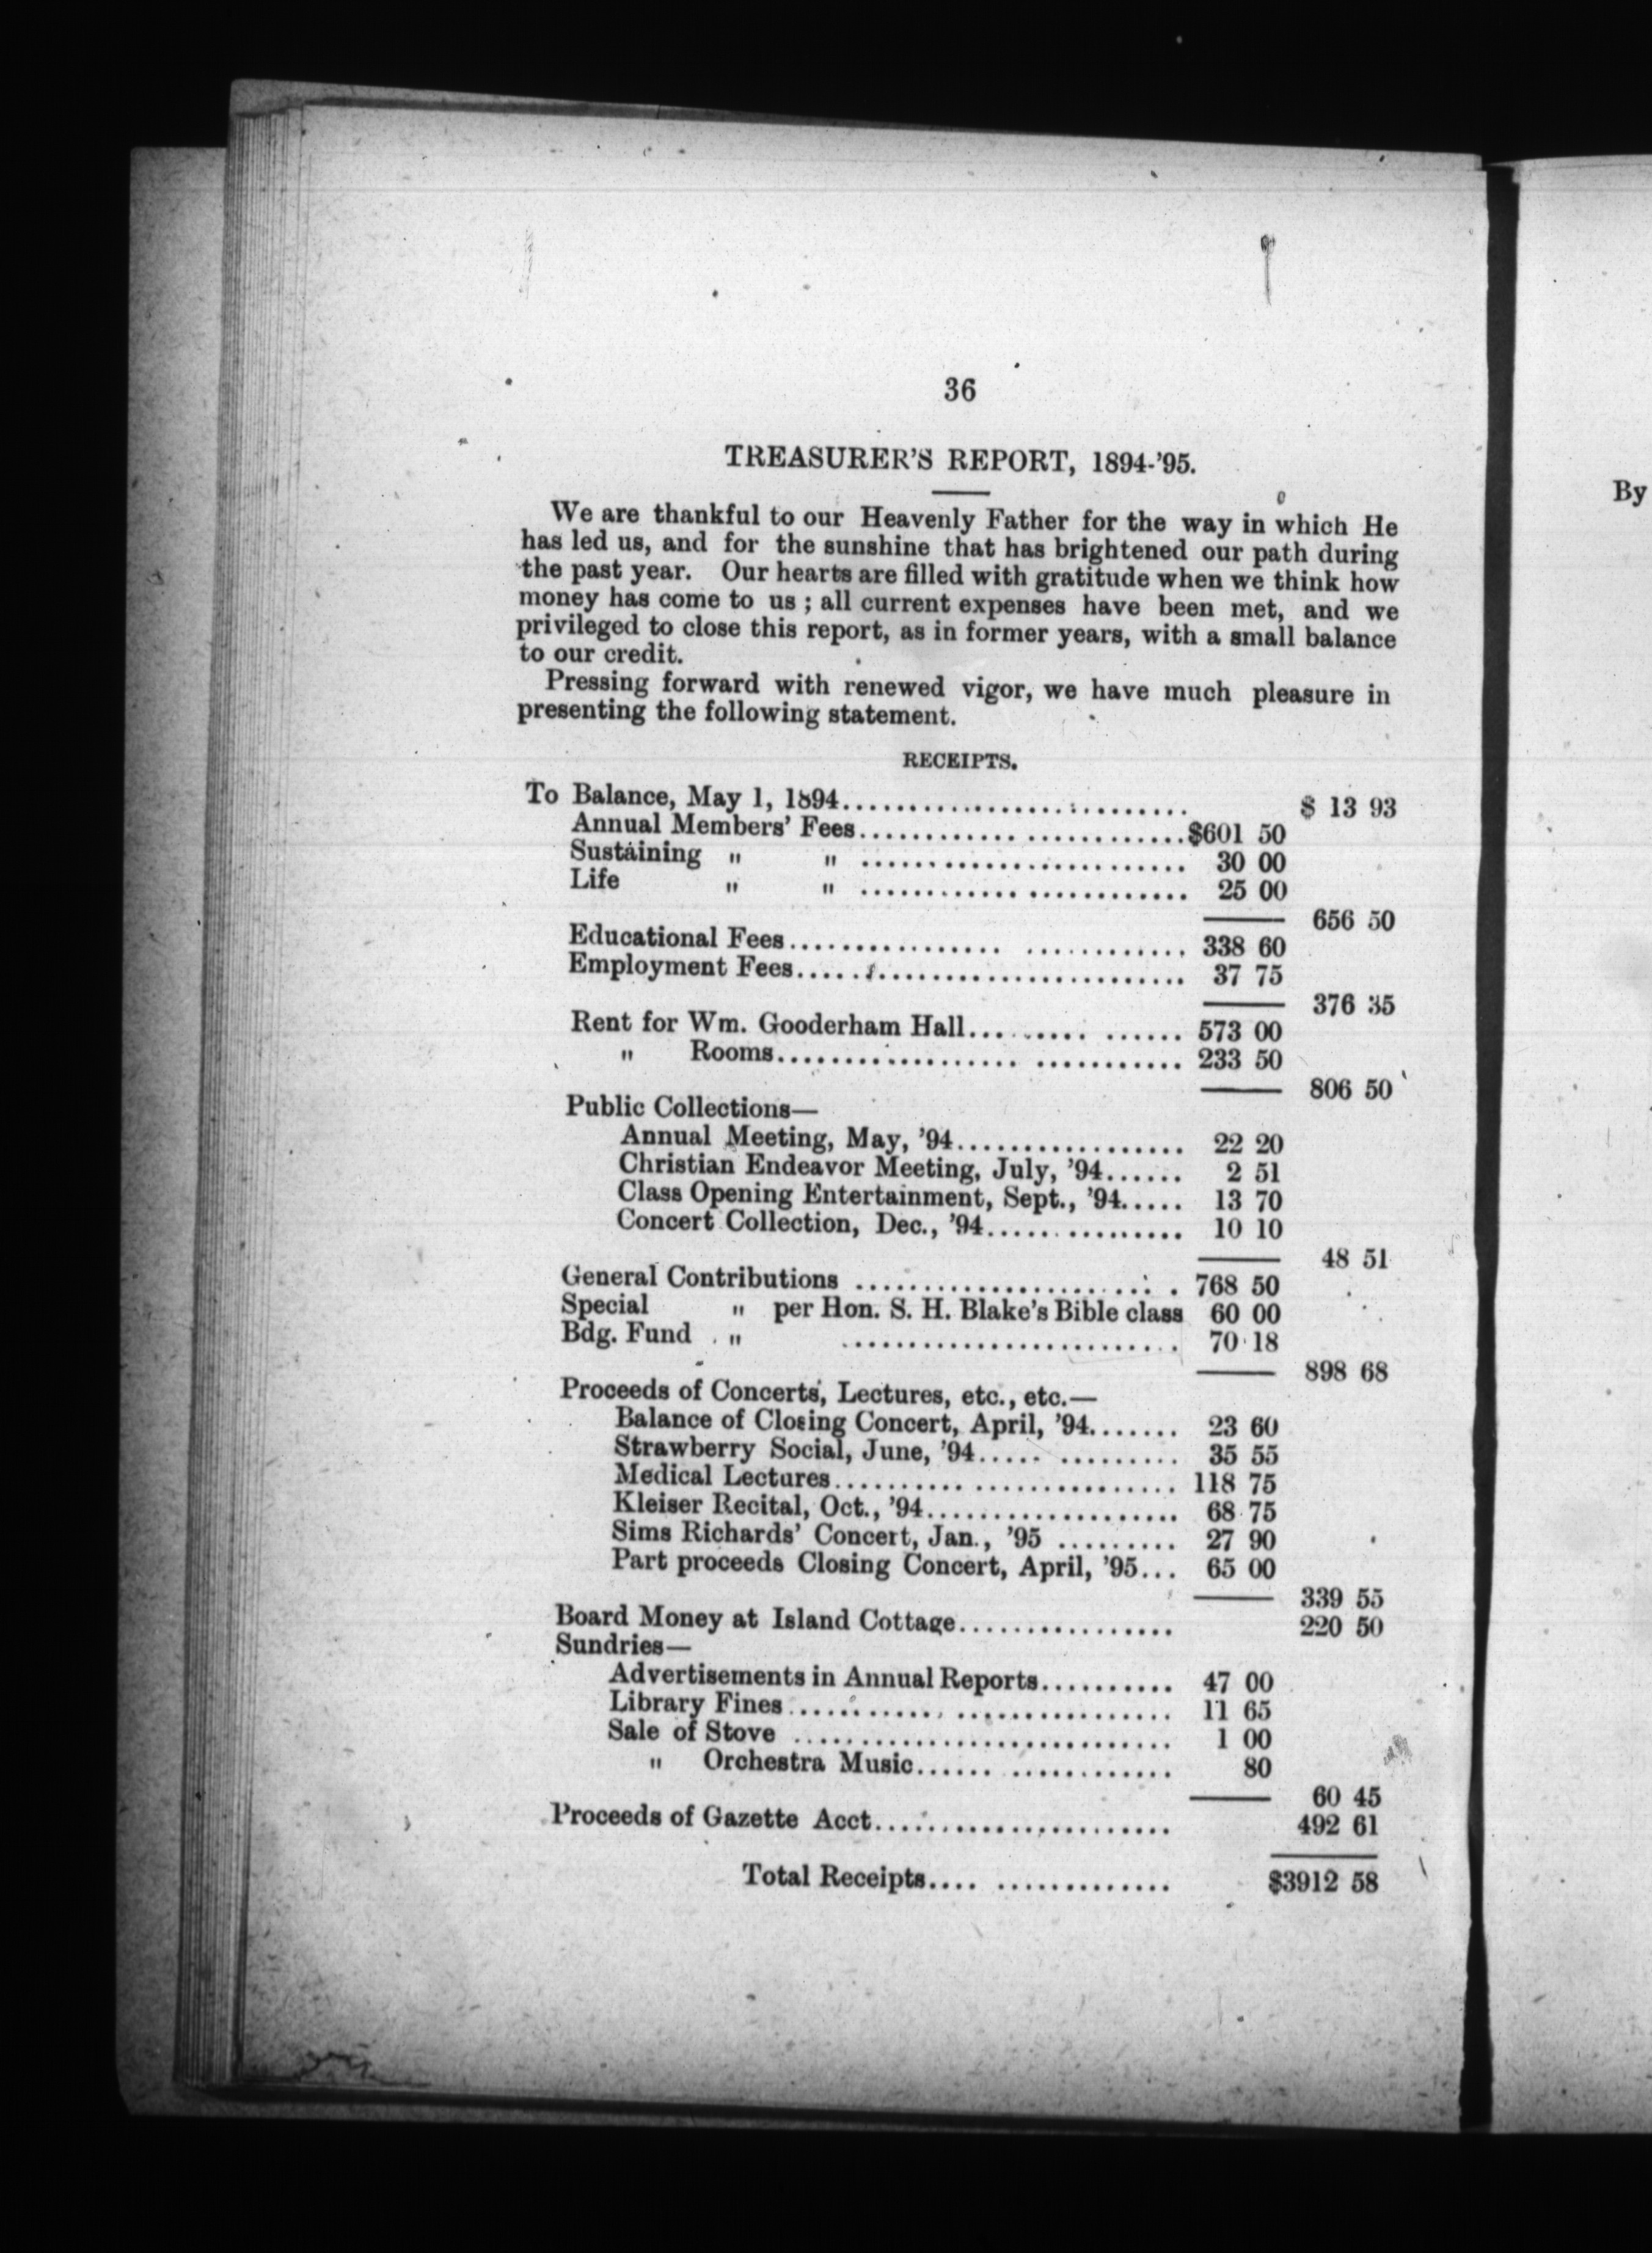 36
TREASURER'S REPORT, 1894-'95.
We are thankful to our Heavenly Father for the way in which He
has led us, and for the sunshine that has brightened our path during
the past year. Our hearts are filled with gratitude when we think how
money has come to us ; all current expenses have been met, and we
privileged to close this report, as in former years, with a small balance
to our credit.
Pressing forward with renewed vigor, we have much pleasure in
presenting the following statement.
RECEIPTS.
To Balance, May 1, 1894.......................... $ 13 93
Annual Members' Fees........................$601 50
Sustaining " " ........................ 30 00
Life " " ........................ 25 00
656 50
Educational Fees............................ 338 60
Employment Fees............................ 37 75
376 35
Rent for Wm. Gooderham Hall................ 573 00
" Rooms............................ 233 50
806 50
Public Collections—
Annual Meeting, May, '94................. 22 20
Christian Endeavor Meeting, July, '94...... 2 51
Class Opening Entertainment, Sept., '94..... 13 70
Concert Collection, Dec., '94............... 10 10
48 51
General Contributions ........................ 768 50
Special " per Hon. S. H. Blake's Bible class 60 00
Bdg. Fund " ......................... 70 18
898 68
Proceeds of Concerts, Lectures, etc., etc.—
Balance of Closing Concert, April, '94....... 23 60
Strawberry Social, June, '94.............. 35 55
Medical Lectures......................... 118 75
Kleiser Recital, Oct., '94................... 68 75
Sims Richards' Concert, Jan., '95 ......... 27 90
Part proceeds Closing Concert, April, '95... 65 00
339 55
Board Money at Island Cottage................ 220 50
Sundries—
Advertisements in Annual Reports.......... 47 00
Library Fines ............................ 11 65
Sale of Stove ............................ 1 00
" Orchestra Music.................. 80
60 45
Proceeds of Gazette Acct...................... 492 61
Total Receipts................. $3912 58
By